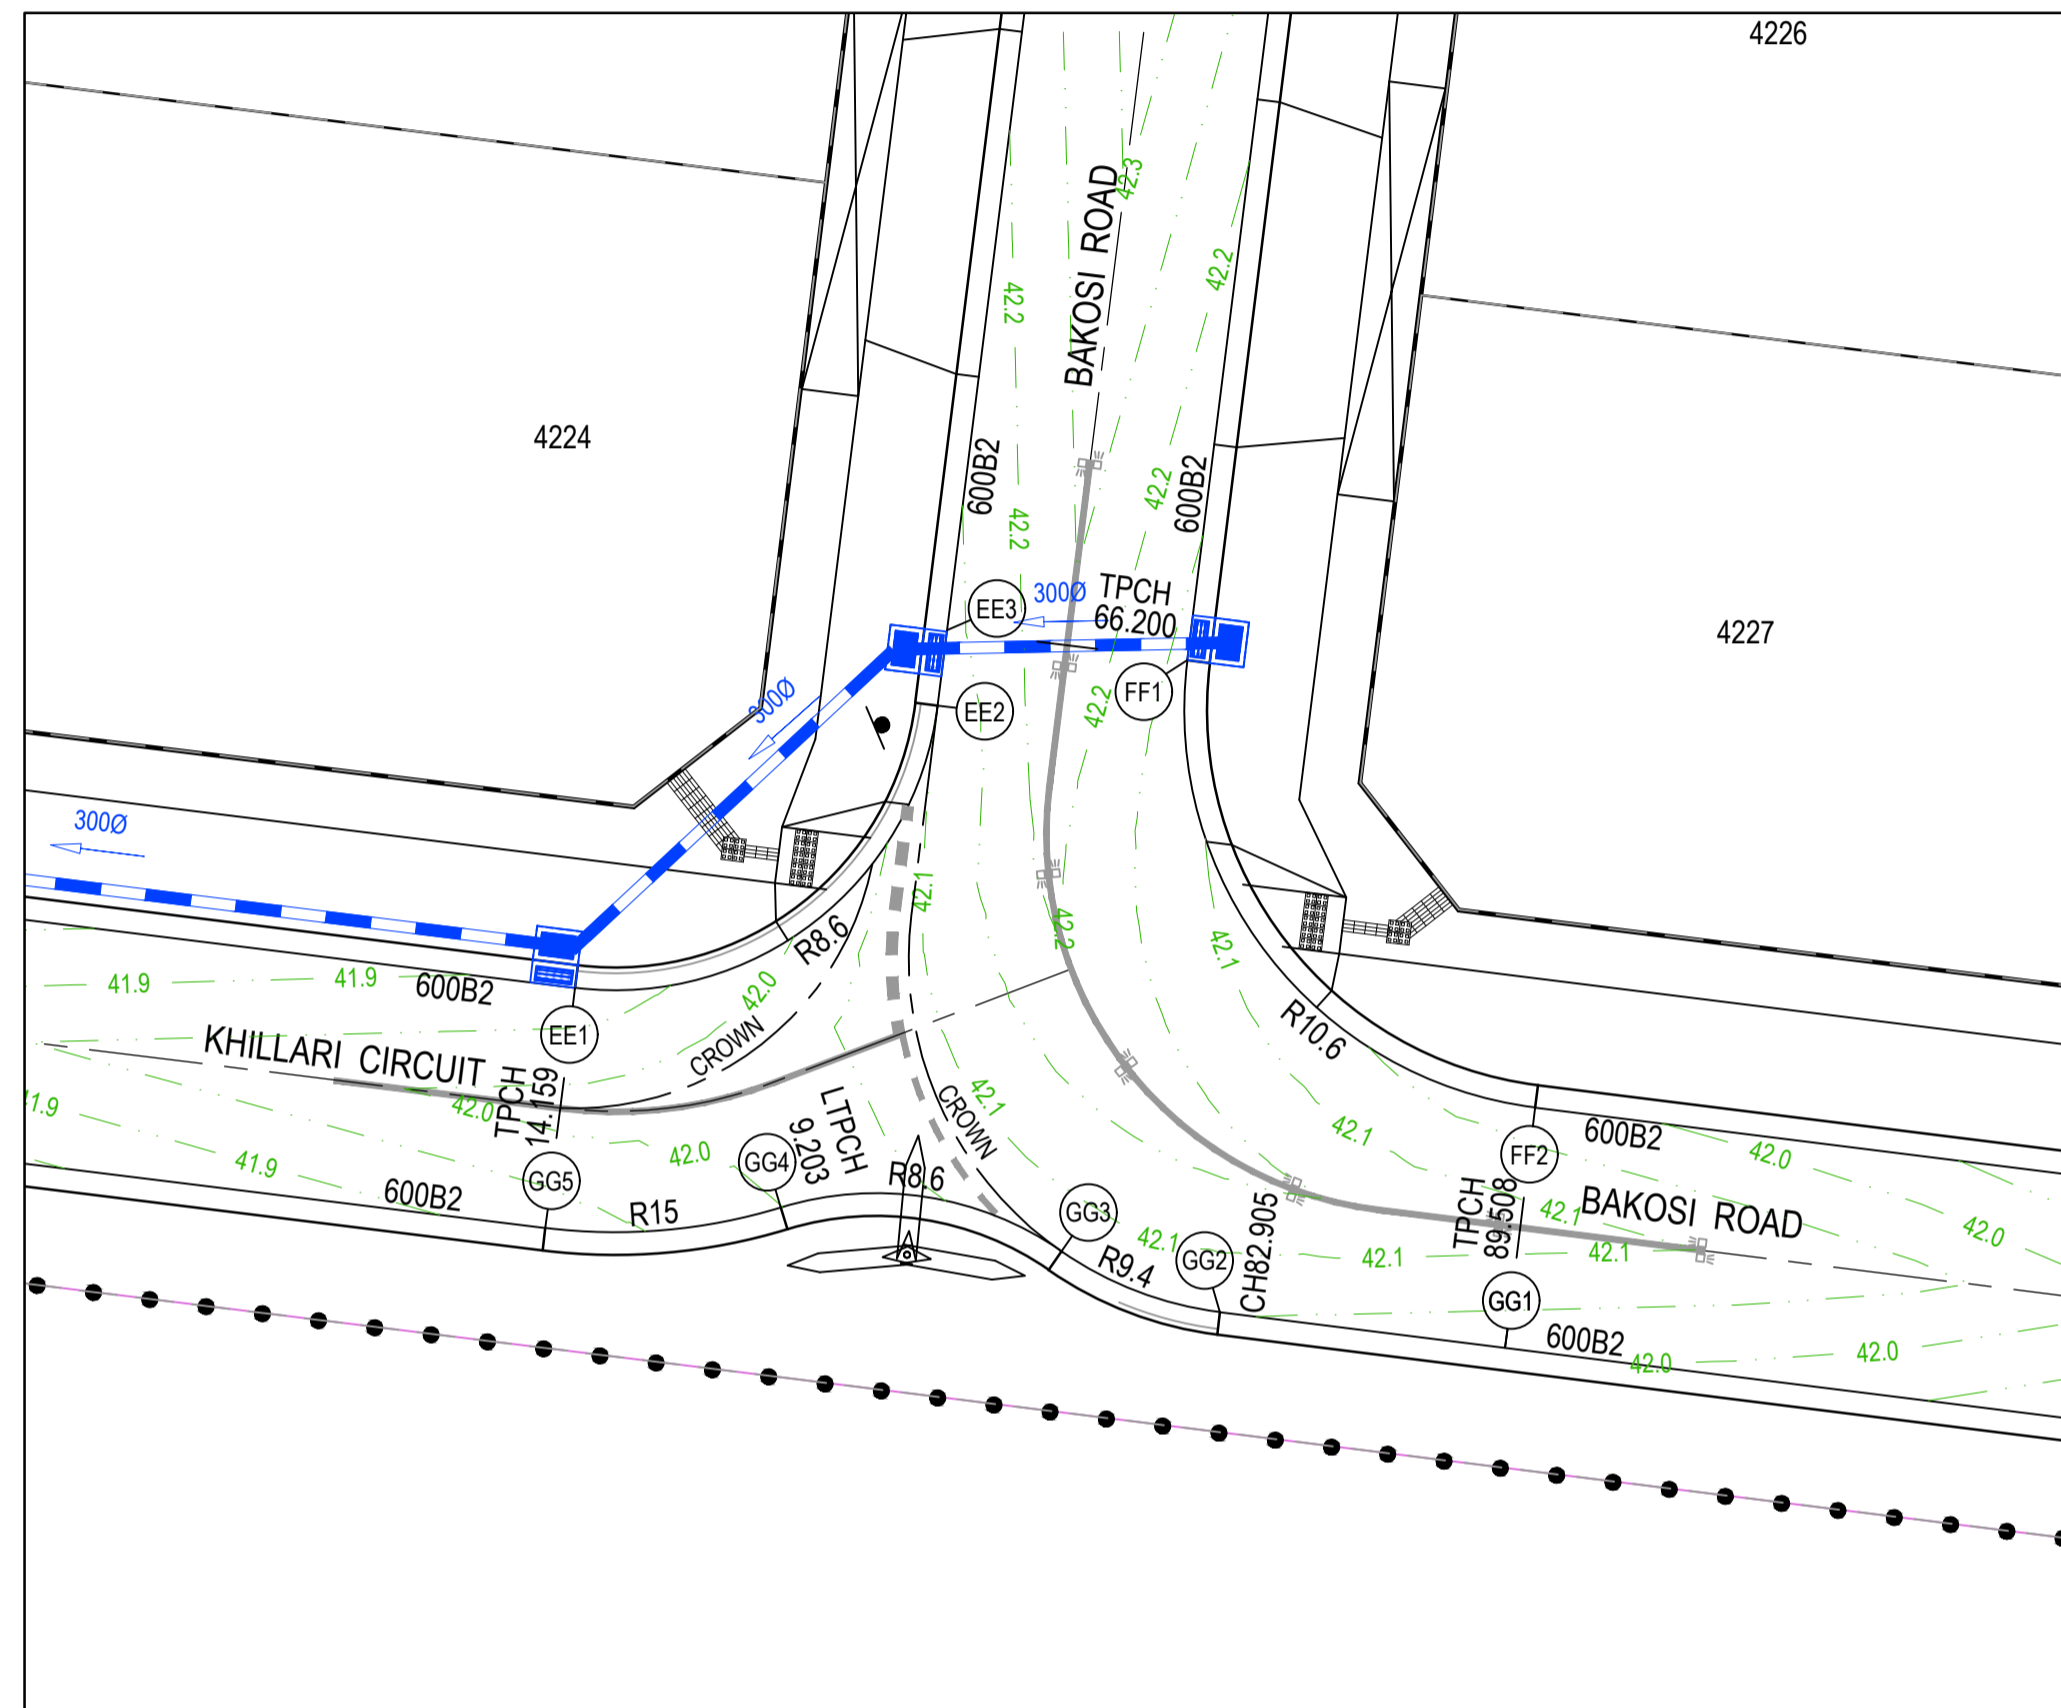 4226
42.3
BAKOSI ROAD
42.2
42.2
4224
600B2
42.2
600B2
42.2
EE3
300Ø
TPCH
66.200
4227
300Ø
EE2
FF1
42.2
300Ø
42.1
42.2
R8.6
42.1
41.9
41.9
600B2
42.0
EE1
CROWN
R10.6
KHILLARI CIRCUIT
TPCH
14.159
42.0
41.9
LTPCH
9.203
42.1
CROWN
42.1
FF2
600B2
42.0
41.9
42.0
GG4
GG5
600B2
R15
R8.6
GG3
42.1
R9.4
GG2
CH82.905
TPCH
89.508
42.1
BAKOSI ROAD
42.0
42.1
42.1
GG1
600B2
42.0
42.0